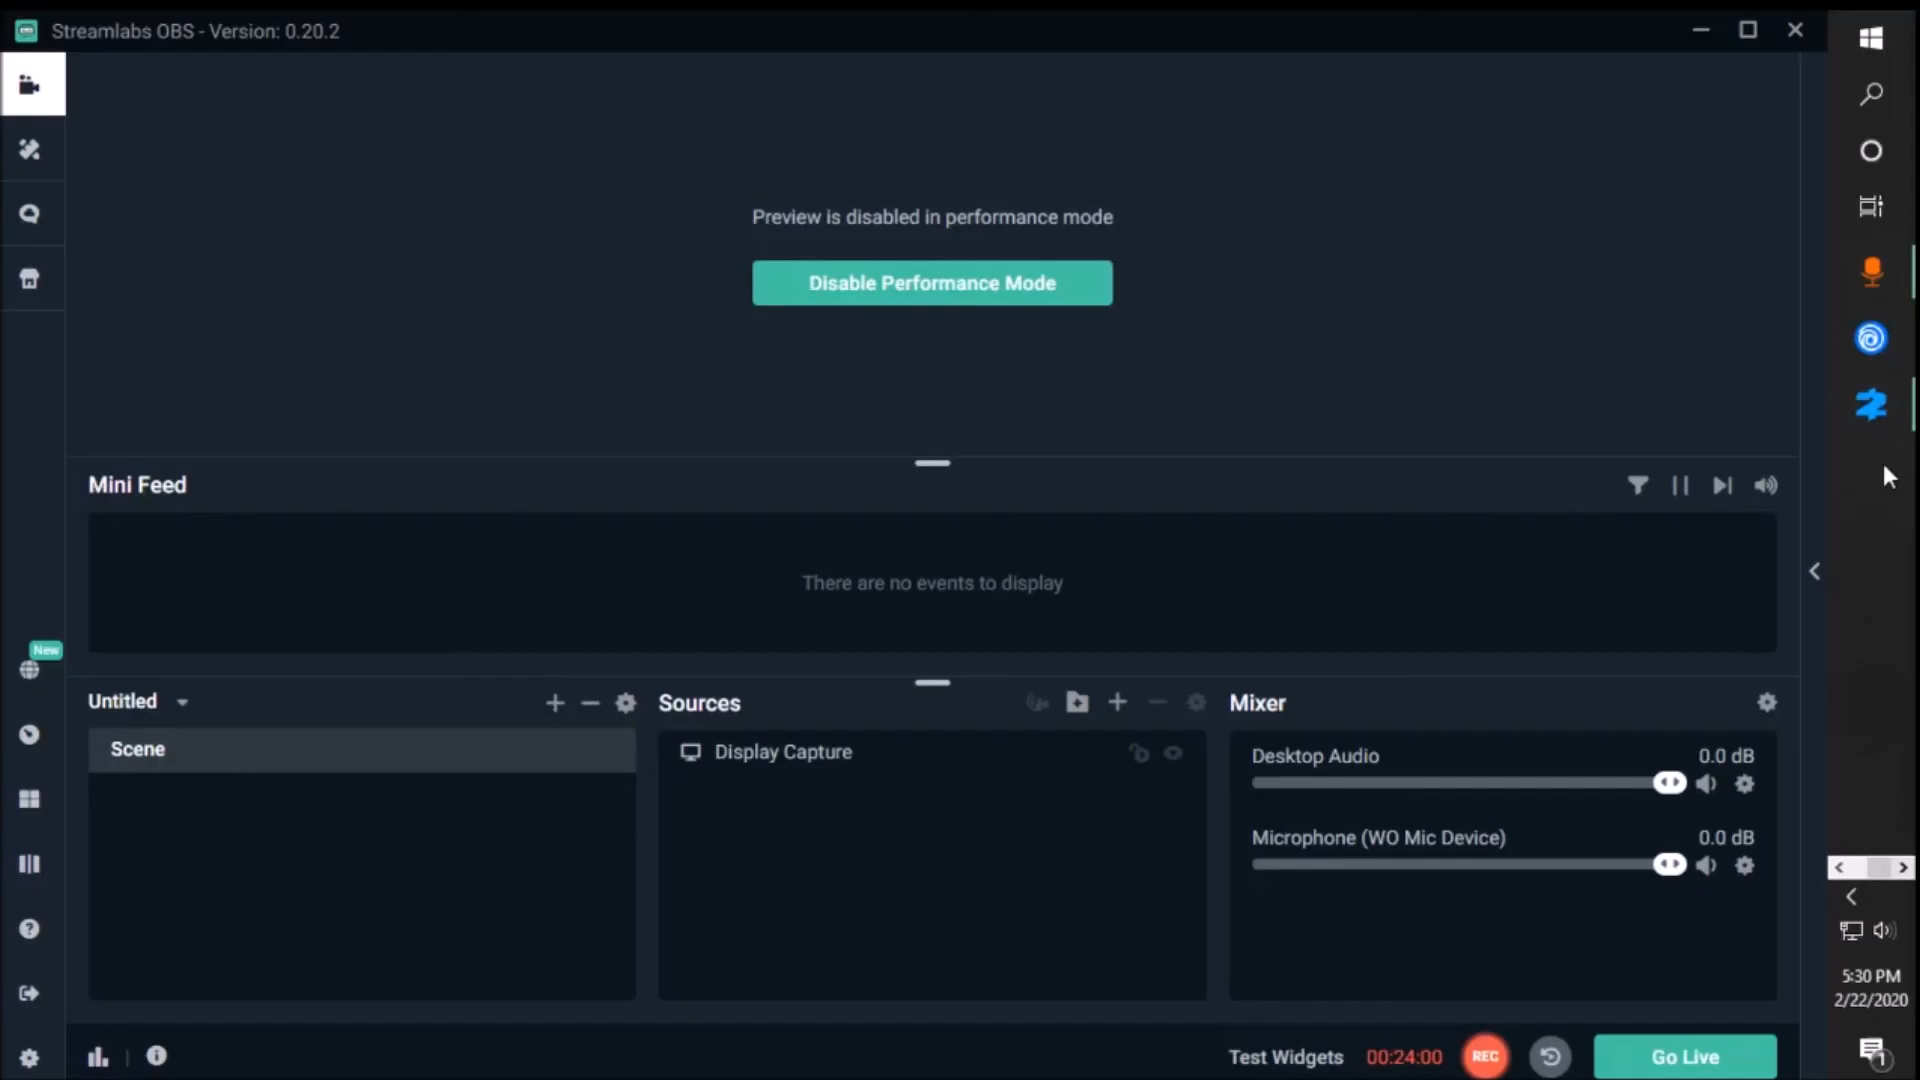 Streamlabs OBS - Version: 0.20.2
Preview is disabled in performance mode
Disable Performance Mode
Mini Feed
There are no events to display
New
Untitled
Scene
Sources
Display Capture
Mixer
Desktop Audio 0.0 dB
Microphone (WO Mic Device) 0.0 dB
Test Widgets 00:24:00 REC Go Live
5:30 PM
2/22/2020
1